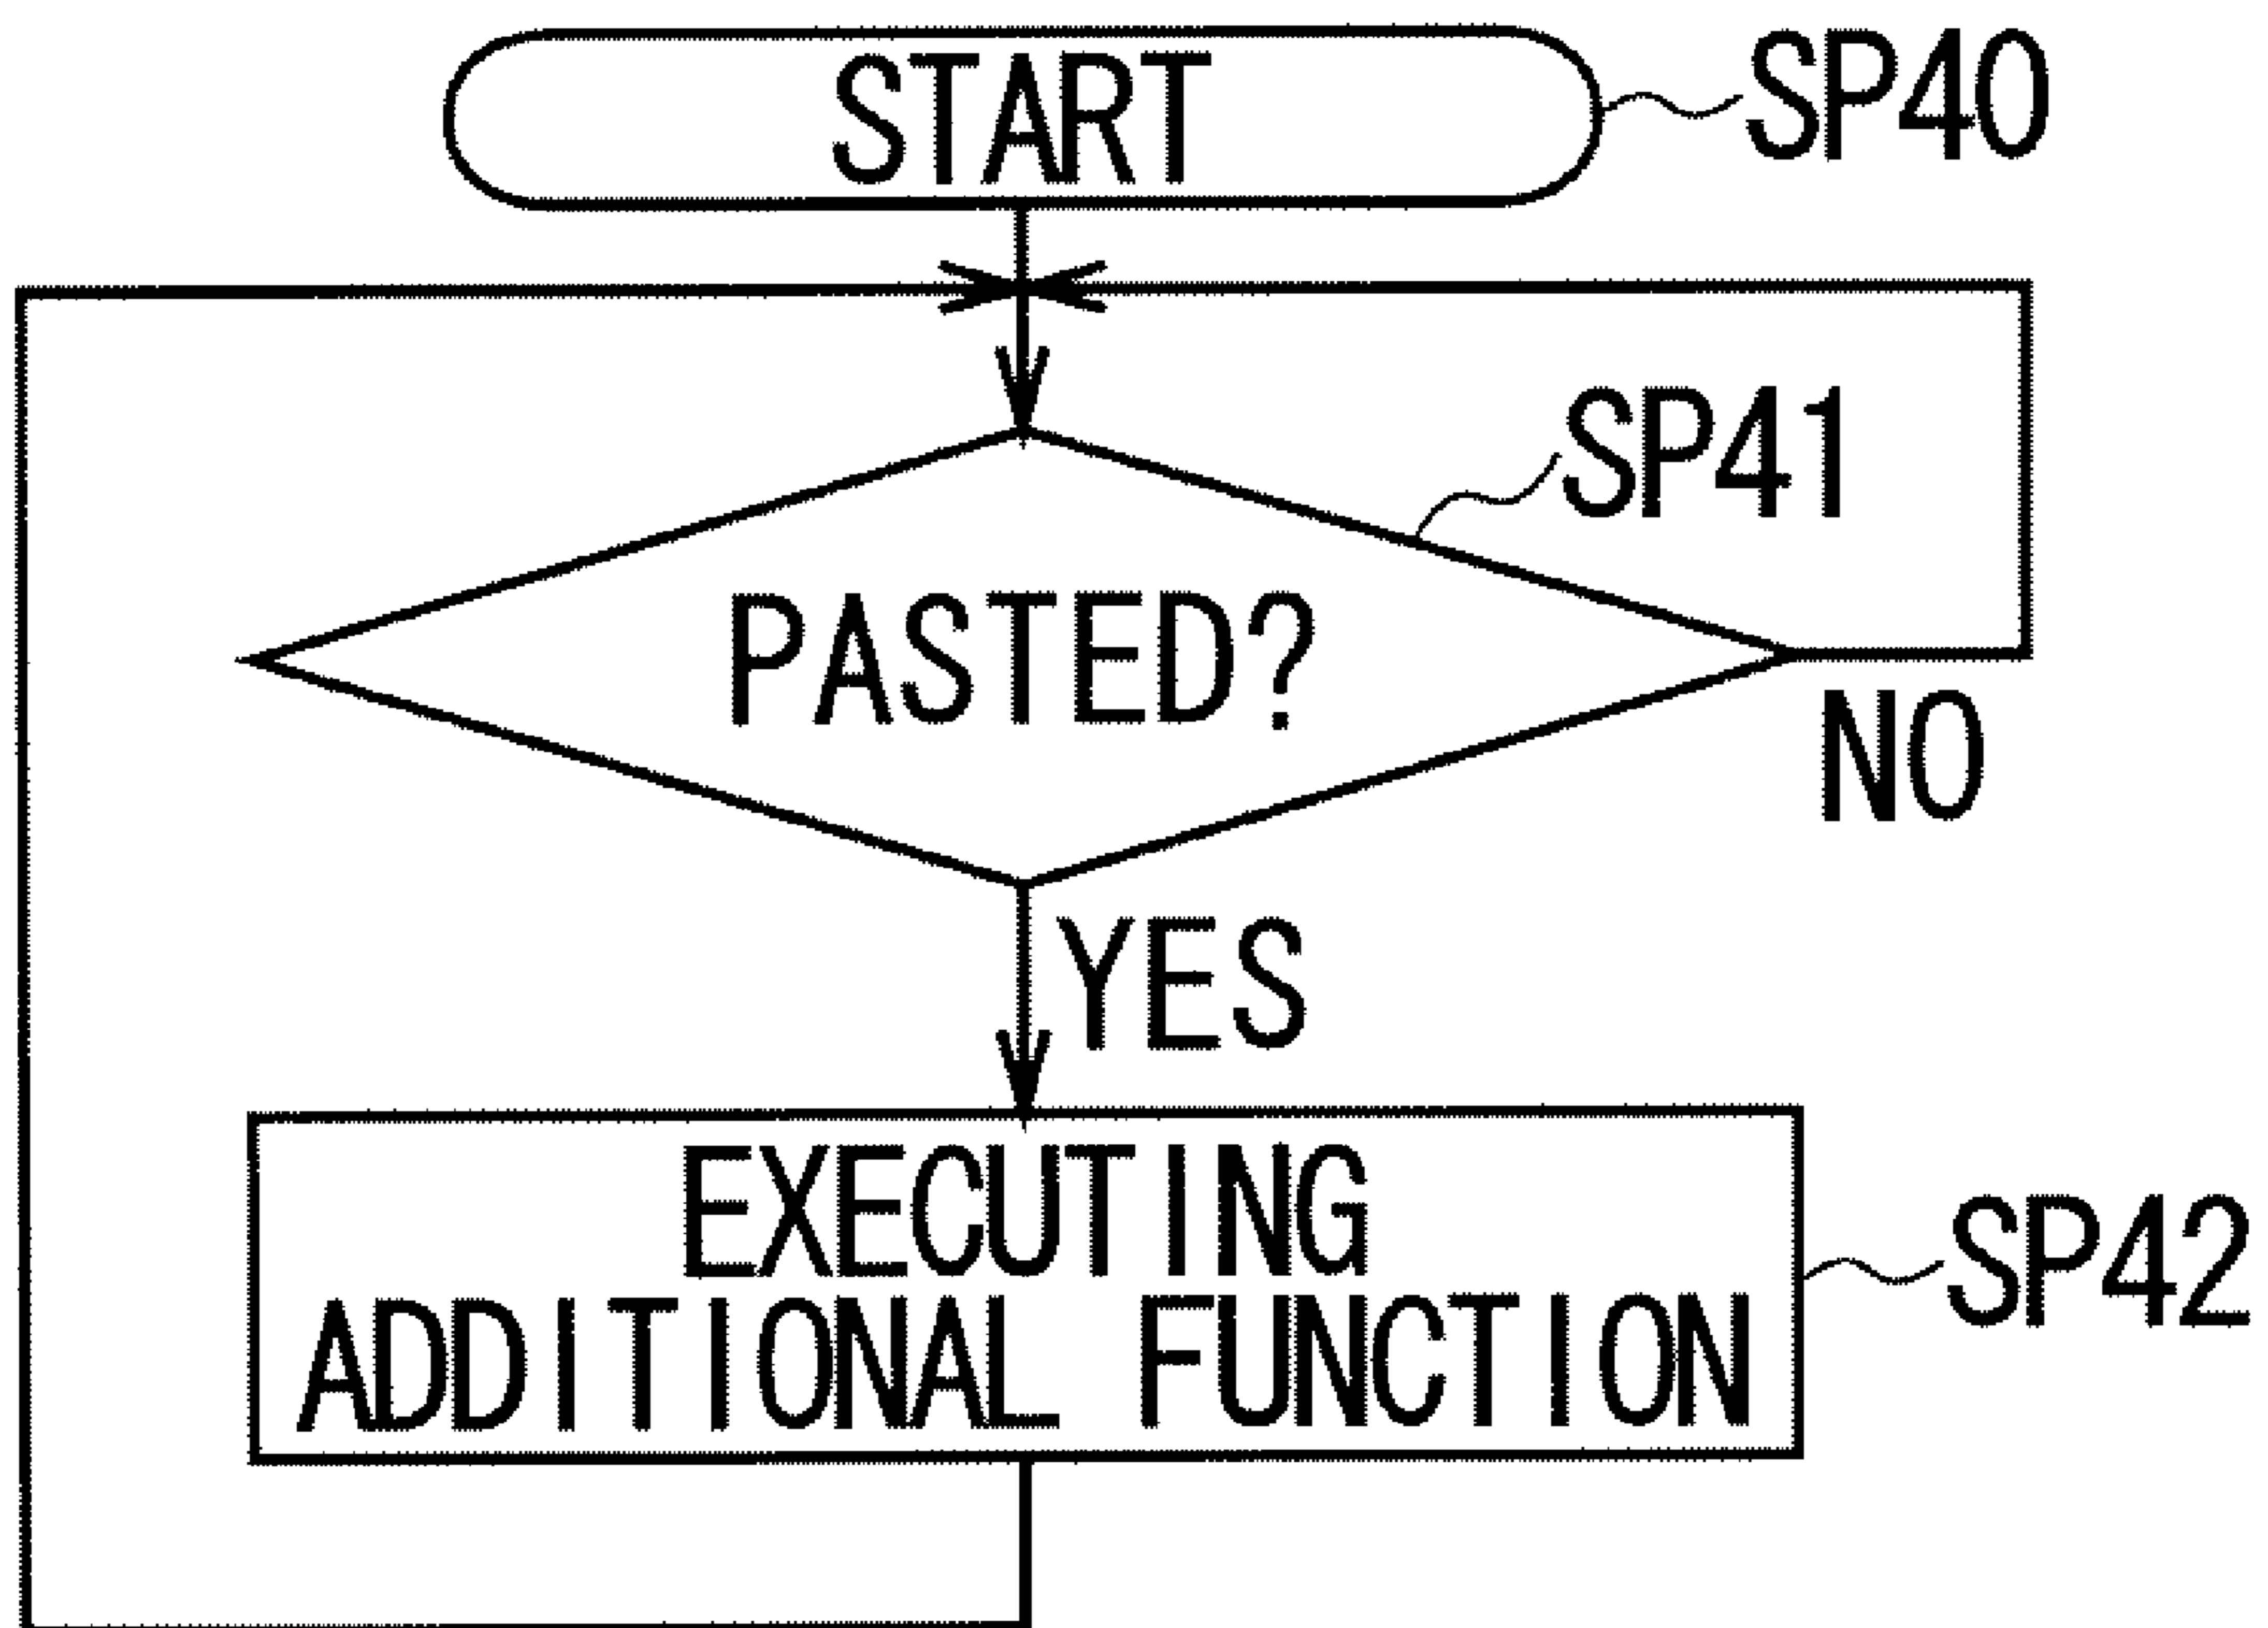 START
SP40
SP41
PASTED?
NO
YES
EXECUTING
ADDITIONAL FUNCTION
SP42